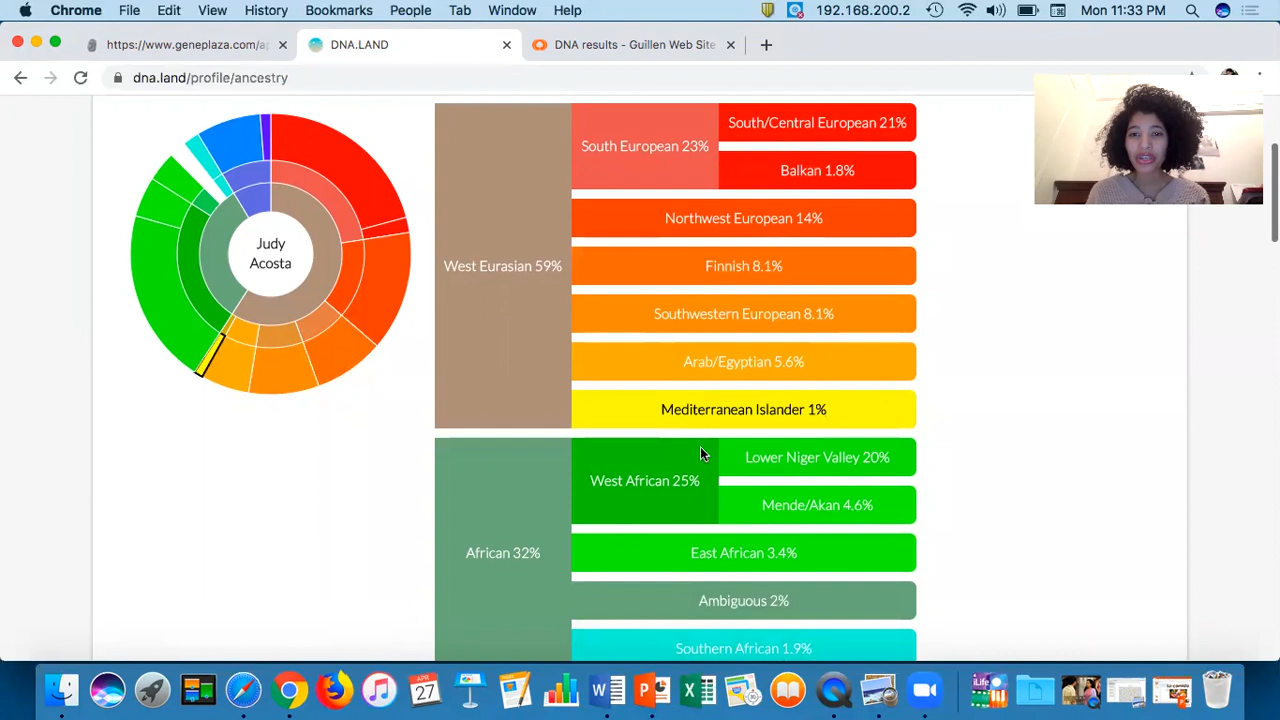 Chrome File Edit View History Bookmarks People Tab Window Help 192.168.200.2 Mon 11:33 PM
https://www.geneplaza.com/a
DNA.LAND
DNA results - Guillen Web Site
dna.land/profile/ancestry
Judy
Acosta
West Eurasian 59%
South European 23%
South/Central European 21%
Balkan 1.8%
Northwest European 14%
Finnish 8.1%
Southwestern European 8.1%
Arab/Egyptian 5.6%
Mediterranean Islander 1%
African 32%
West African 25%
Lower Niger Valley 20%
Mende/Akan 4.6%
East African 3.4%
Ambiguous 2%
Southern African 1.9%
APR
27